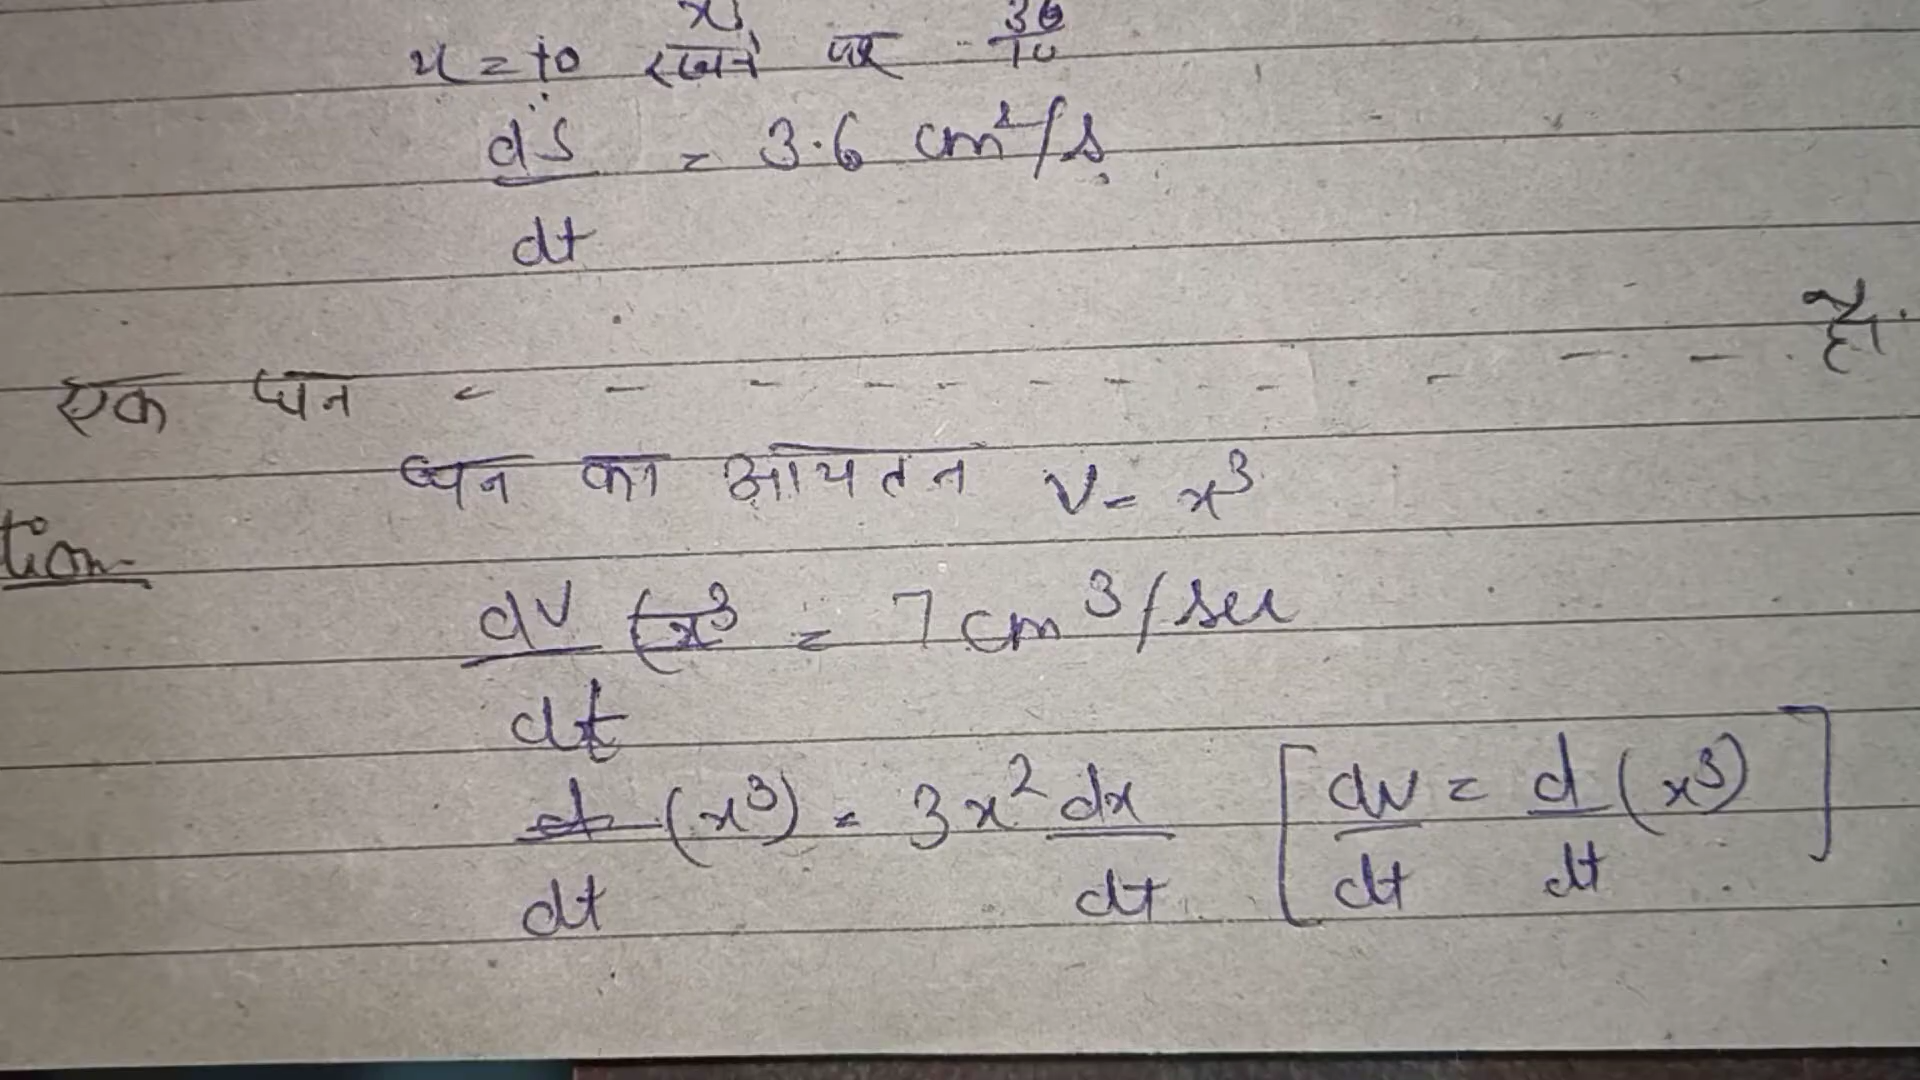 x
x = 10 रखने पर 36/10
dS/dt = 3.6 cm²/s
एक घन - - - - - - - - - - - - है।
घन का आयतन V = x³
tion
dV/dt (x³ = 7 cm³/sec
d/dt (x³) = 3x² dx/dt [dv/dt = d/dt (x³)]